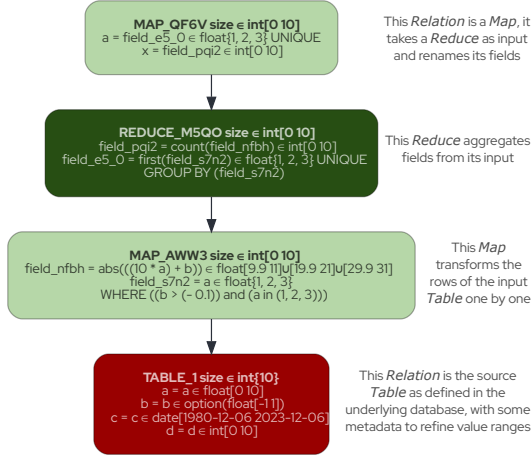 MAP_QF6V size ∈ int[0 10]
a = field_e5_0 ∈ float{1, 2, 3} UNIQUE
x = field_pqi2 ∈ int[0 10]
This Relation is a Map, it
takes a Reduce as input
and renames its fields
REDUCE_M5QO size ∈ int[0 10]
field_pqi2 = count(field_nfbh) ∈ int[0 10]
field_e5_0 = first(field_s7n2) ∈ float{1, 2, 3} UNIQUE
GROUP BY (field_s7n2)
This Reduce aggregates
fields from its input
MAP_AWW3 size ∈ int[0 10]
field_nfbh = abs(((10 * a) + b)) ∈ float[9.9 11]∪[19.9 21]∪[29.9 31]
field_s7n2 = a ∈ float{1, 2, 3}
WHERE ((b > (- 0.1)) and (a in (1, 2, 3)))
This Map
transforms the
rows of the input
Table one by one
TABLE_1 size ∈ int{10}
a = a ∈ float[0 10]
b = b ∈ option(float[-1 1])
c = c ∈ date[1980-12-06 2023-12-06]
d = d ∈ int[0 10]
This Relation is the source
Table as defined in the
underlying database, with some
metadata to refine value ranges